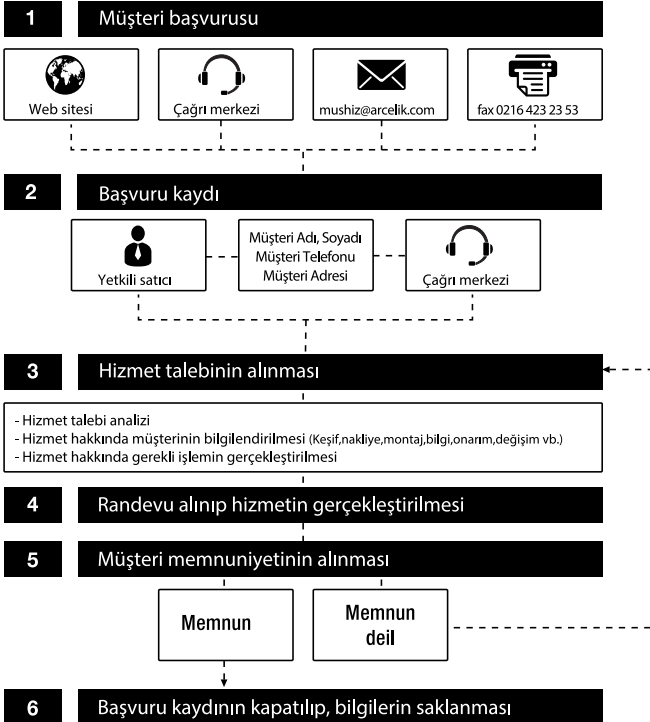 1 Müşteri başvurusu
Web sitesi
Çağrı merkezi
mushiz@arcelik.com
fax 0216 423 23 53
2 Başvuru kaydı
Yetkili satıcı
Müşteri Adı, Soyadı
Müşteri Telefonu
Müşteri Adresi
Çağrı merkezi
3 Hizmet talebinin alınması
- Hizmet talebi analizi
- Hizmet hakkında müşterinin bilgilendirilmesi (Keşif,nakliye,montaj,bilgi,onarım,değişim vb.)
- Hizmet hakkında gerekli işlemin gerçekleştirilmesi
4 Randevu alınıp hizmetin gerçekleştirilmesi
5 Müşteri memnuniyetinin alınması
Memnun
Memnun
deil
6 Başvuru kaydının kapatılıp, bilgilerin saklanması